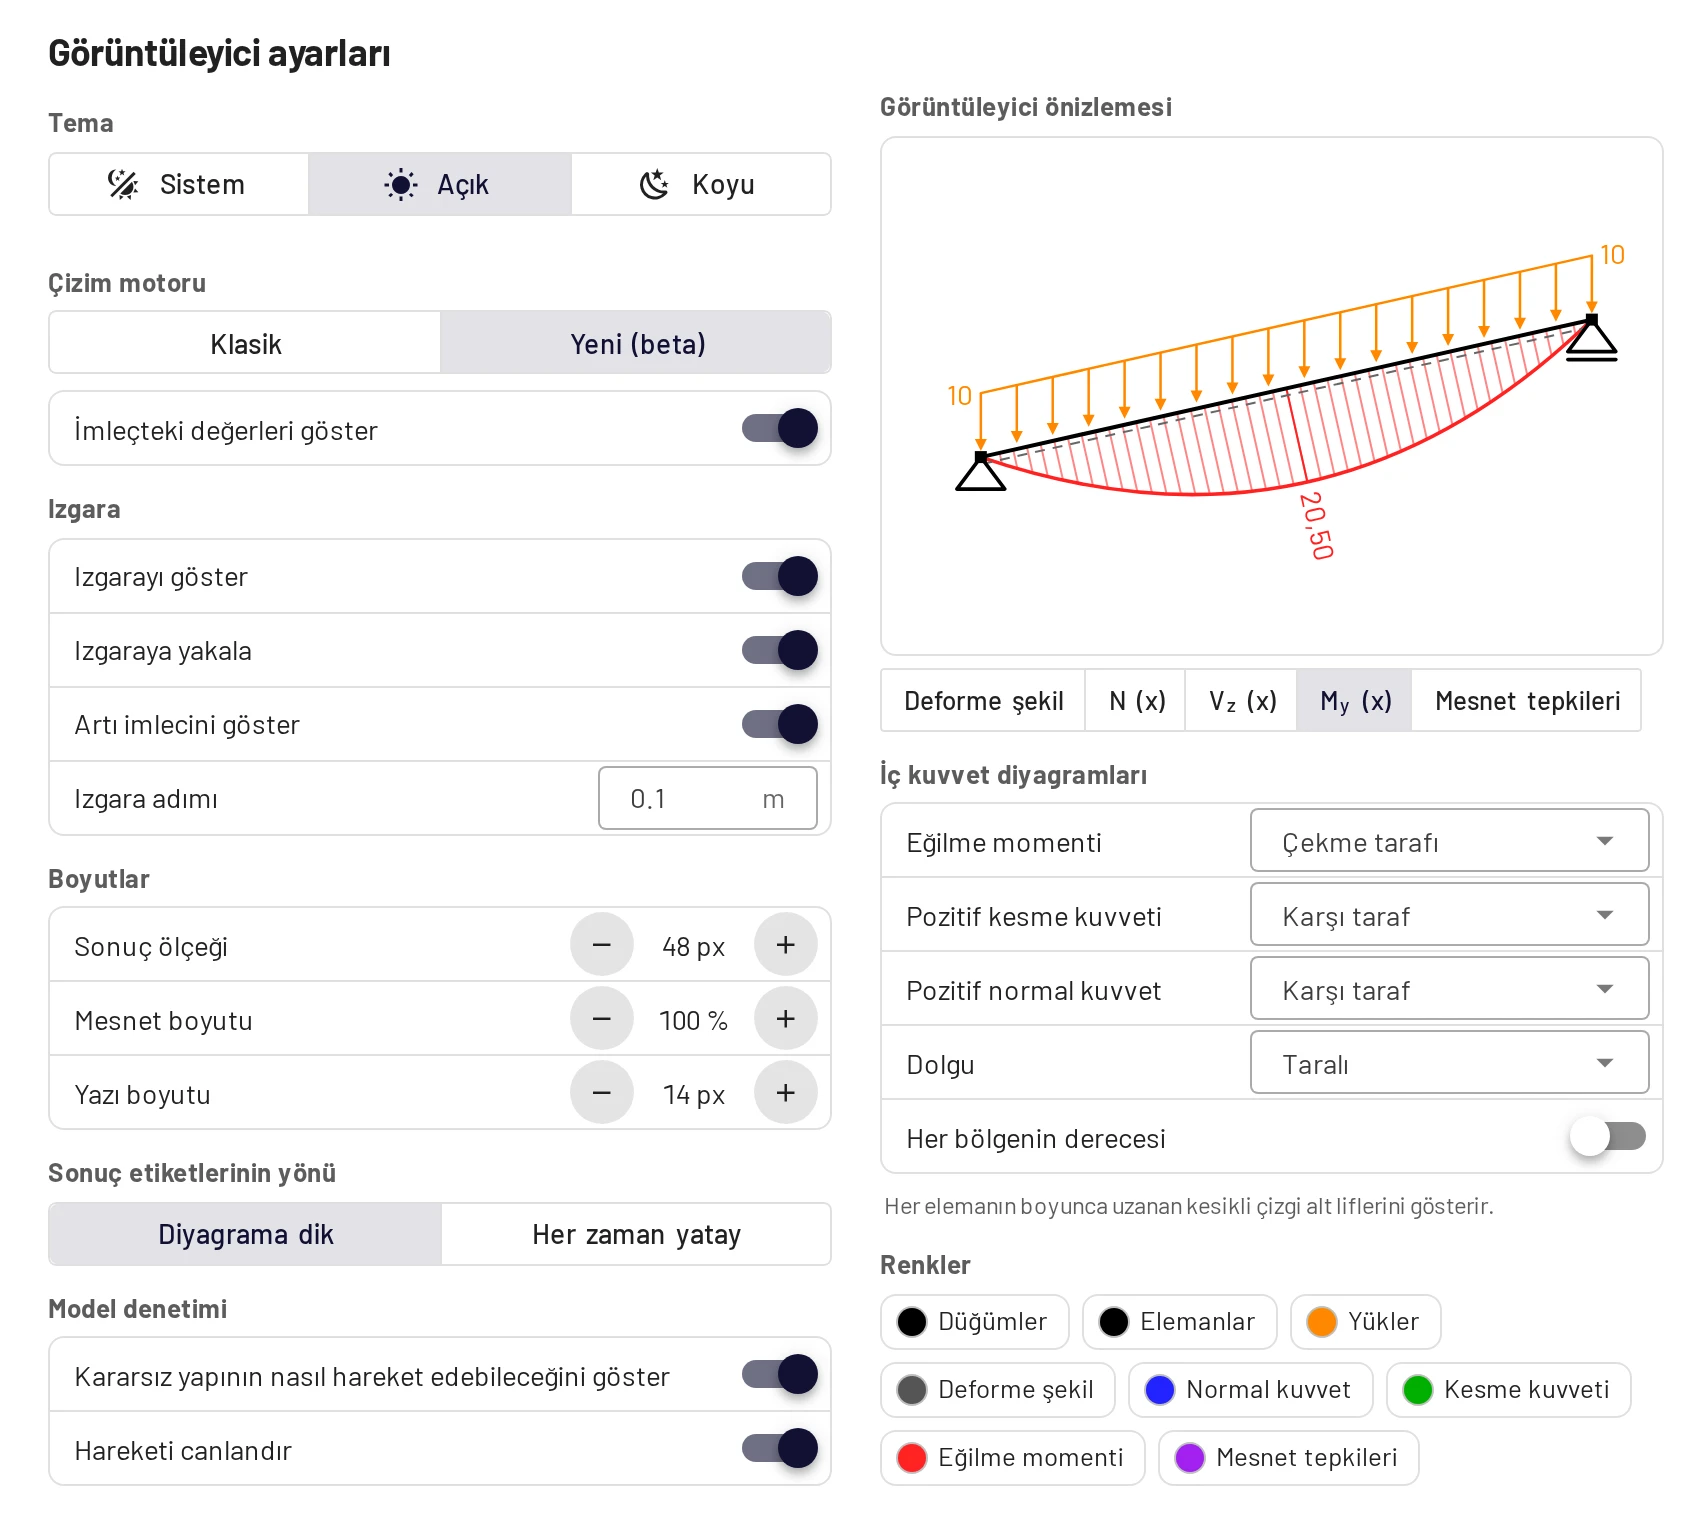 Görüntüleyici ayarları
Tema
Sistem
Açık
Koyu
Çizim motoru
Klasik
Yeni (beta)
İmleçteki değerleri göster
Izgara
Izgarayı göster
Izgaraya yakala
Artı imlecini göster
Izgara adımı
0.1 m
Boyutlar
Sonuç ölçeği
− 48 px +
Mesnet boyutu
− 100 % +
Yazı boyutu
− 14 px +
Sonuç etiketlerinin yönü
Diyagrama dik
Her zaman yatay
Model denetimi
Kararsız yapının nasıl hareket edebileceğini göster
Hareketi canlandır
Görüntüleyici önizlemesi
10
10
20,50
Deforme şekil
N (x)
Vz (x)
My (x)
Mesnet tepkileri
İç kuvvet diyagramları
Eğilme momenti
Çekme tarafı
Pozitif kesme kuvveti
Karşı taraf
Pozitif normal kuvvet
Karşı taraf
Dolgu
Taralı
Her bölgenin derecesi
Her elemanın boyunca uzanan kesikli çizgi alt liflerini gösterir.
Renkler
Düğümler
Elemanlar
Yükler
Deforme şekil
Normal kuvvet
Kesme kuvveti
Eğilme momenti
Mesnet tepkileri